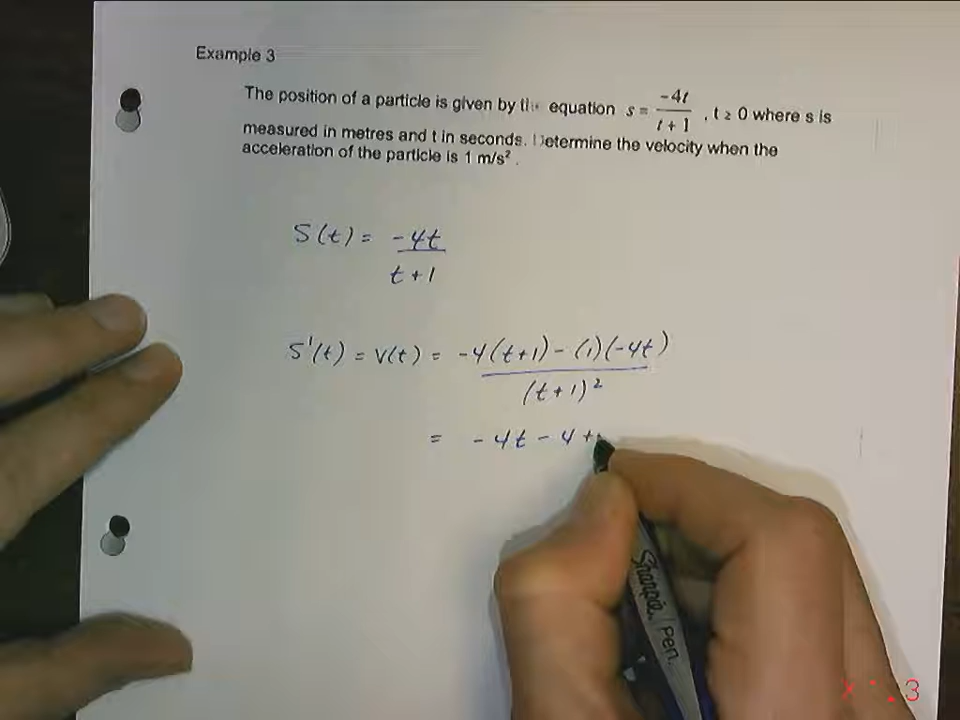 Example 3
The position of a particle is given by the equation s = -4t / t + 1 , t ≥ 0 where s is
measured in metres and t in seconds. Determine the velocity when the
acceleration of the particle is 1 m/s² .
S(t) = -4t / t + 1
S'(t) = V(t) = -4(t+1) - (1)(-4t) / (t + 1)²
= -4t - 4 +
Sharpie Pen